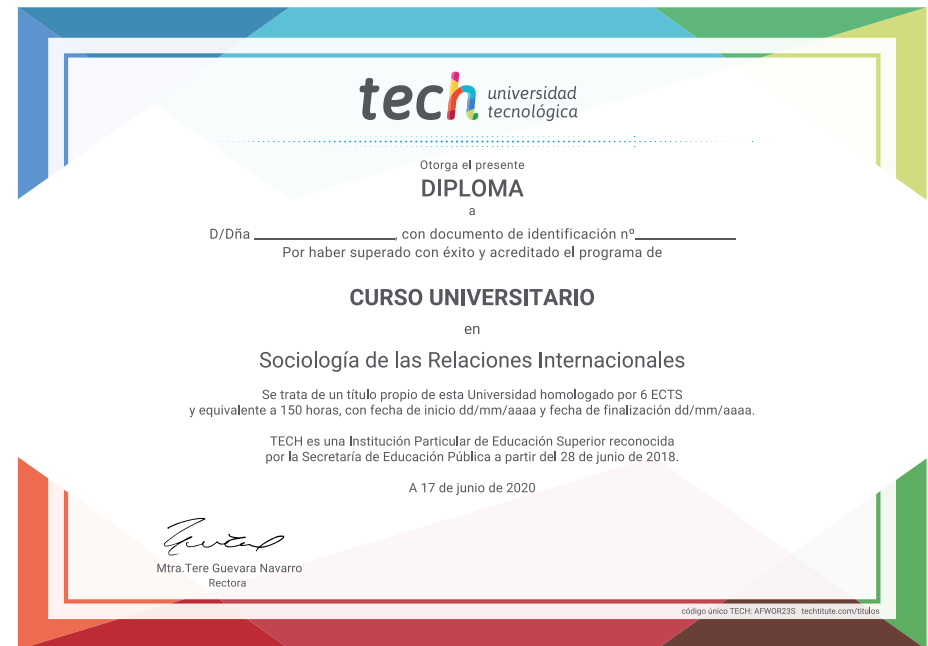 tech universidad
tecnológica
Otorga el presente
DIPLOMA
a
D/Dña ____________________, con documento de identificación nº______________
Por haber superado con éxito y acreditado el programa de
CURSO UNIVERSITARIO
en
Sociología de las Relaciones Internacionales
Se trata de un título propio de esta Universidad homologado por 6 ECTS
y equivalente a 150 horas, con fecha de inicio dd/mm/aaaa y fecha de finalización dd/mm/aaaa.
TECH es una Institución Particular de Educación Superior reconocida
por la Secretaría de Educación Pública a partir del 28 de junio de 2018.
A 17 de junio de 2020
Mtra.Tere Guevara Navarro
Rectora
código único TECH: AFWOR23S techtitute.com/titulos